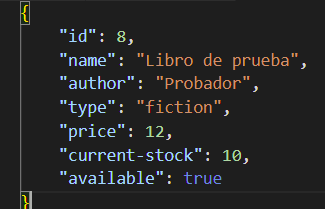 {
"id": 8,
"name": "Libro de prueba",
"author": "Probador",
"type": "fiction",
"price": 12,
"current-stock": 10,
"available": true
}